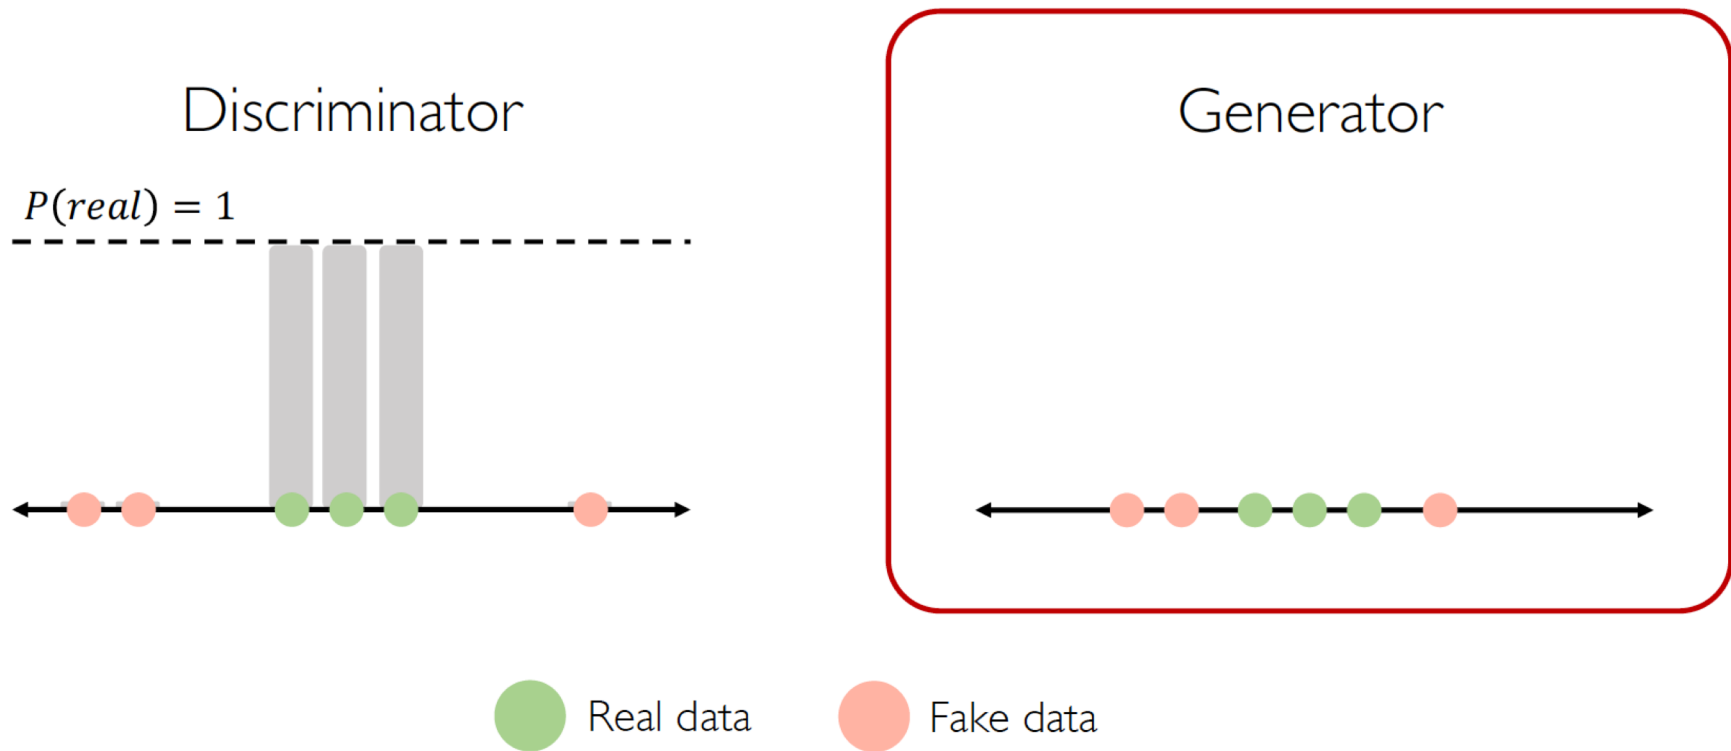 Discriminator
P(real) = 1
Generator
Real data
Fake data